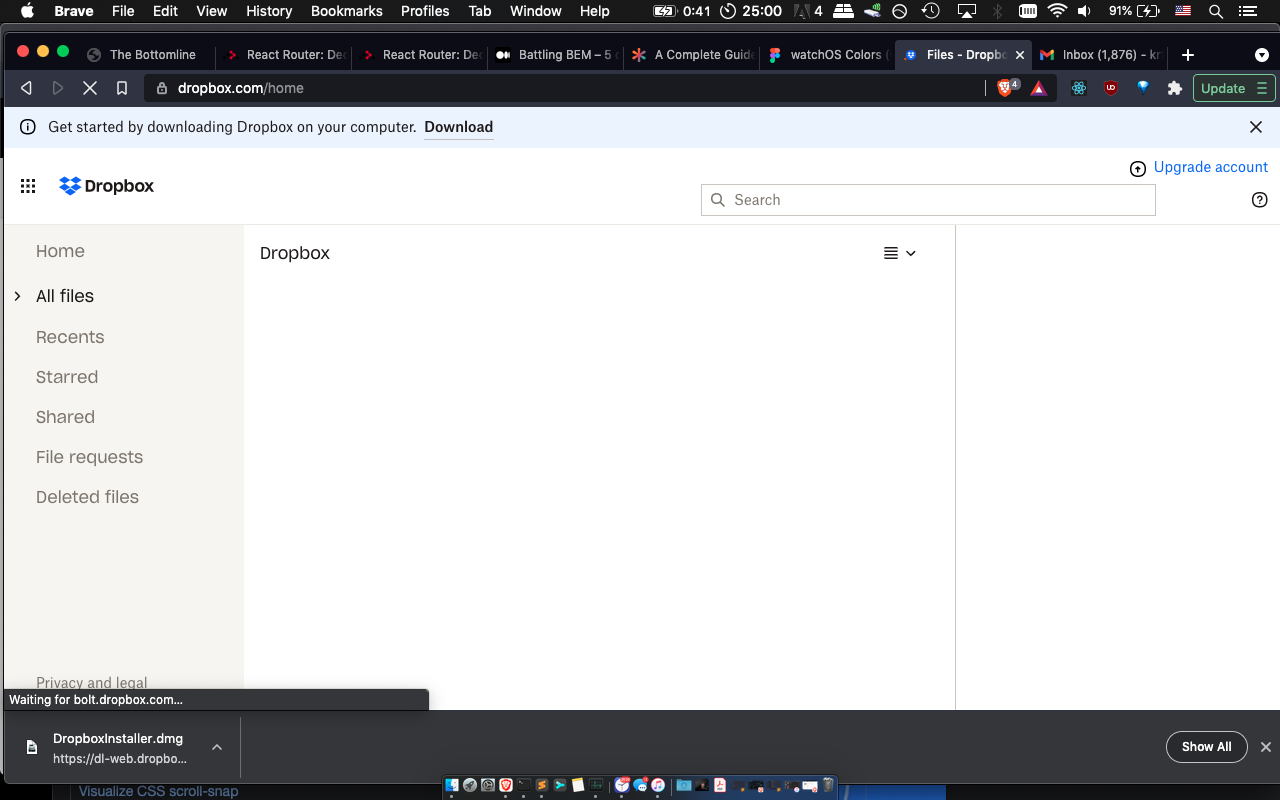 Brave File Edit View History Bookmarks Profiles Tab Window Help 0:41 25:00 4 91%
The Bottomline
React Router: Dec
React Router: Dec
Battling BEM – 5
A Complete Guide
watchOS Colors
Files - Dropbo
Inbox (1,876) - kr
dropbox.com/home
4
Update
Get started by downloading Dropbox on your computer. Download
Upgrade account
Dropbox
Search
Home
Dropbox
All files
Recents
Starred
Shared
File requests
Deleted files
Privacy and legal
Waiting for bolt.dropbox.com...
DropboxInstaller.dmg
https://dl-web.dropbo...
Show All
Visualize CSS scroll-snap